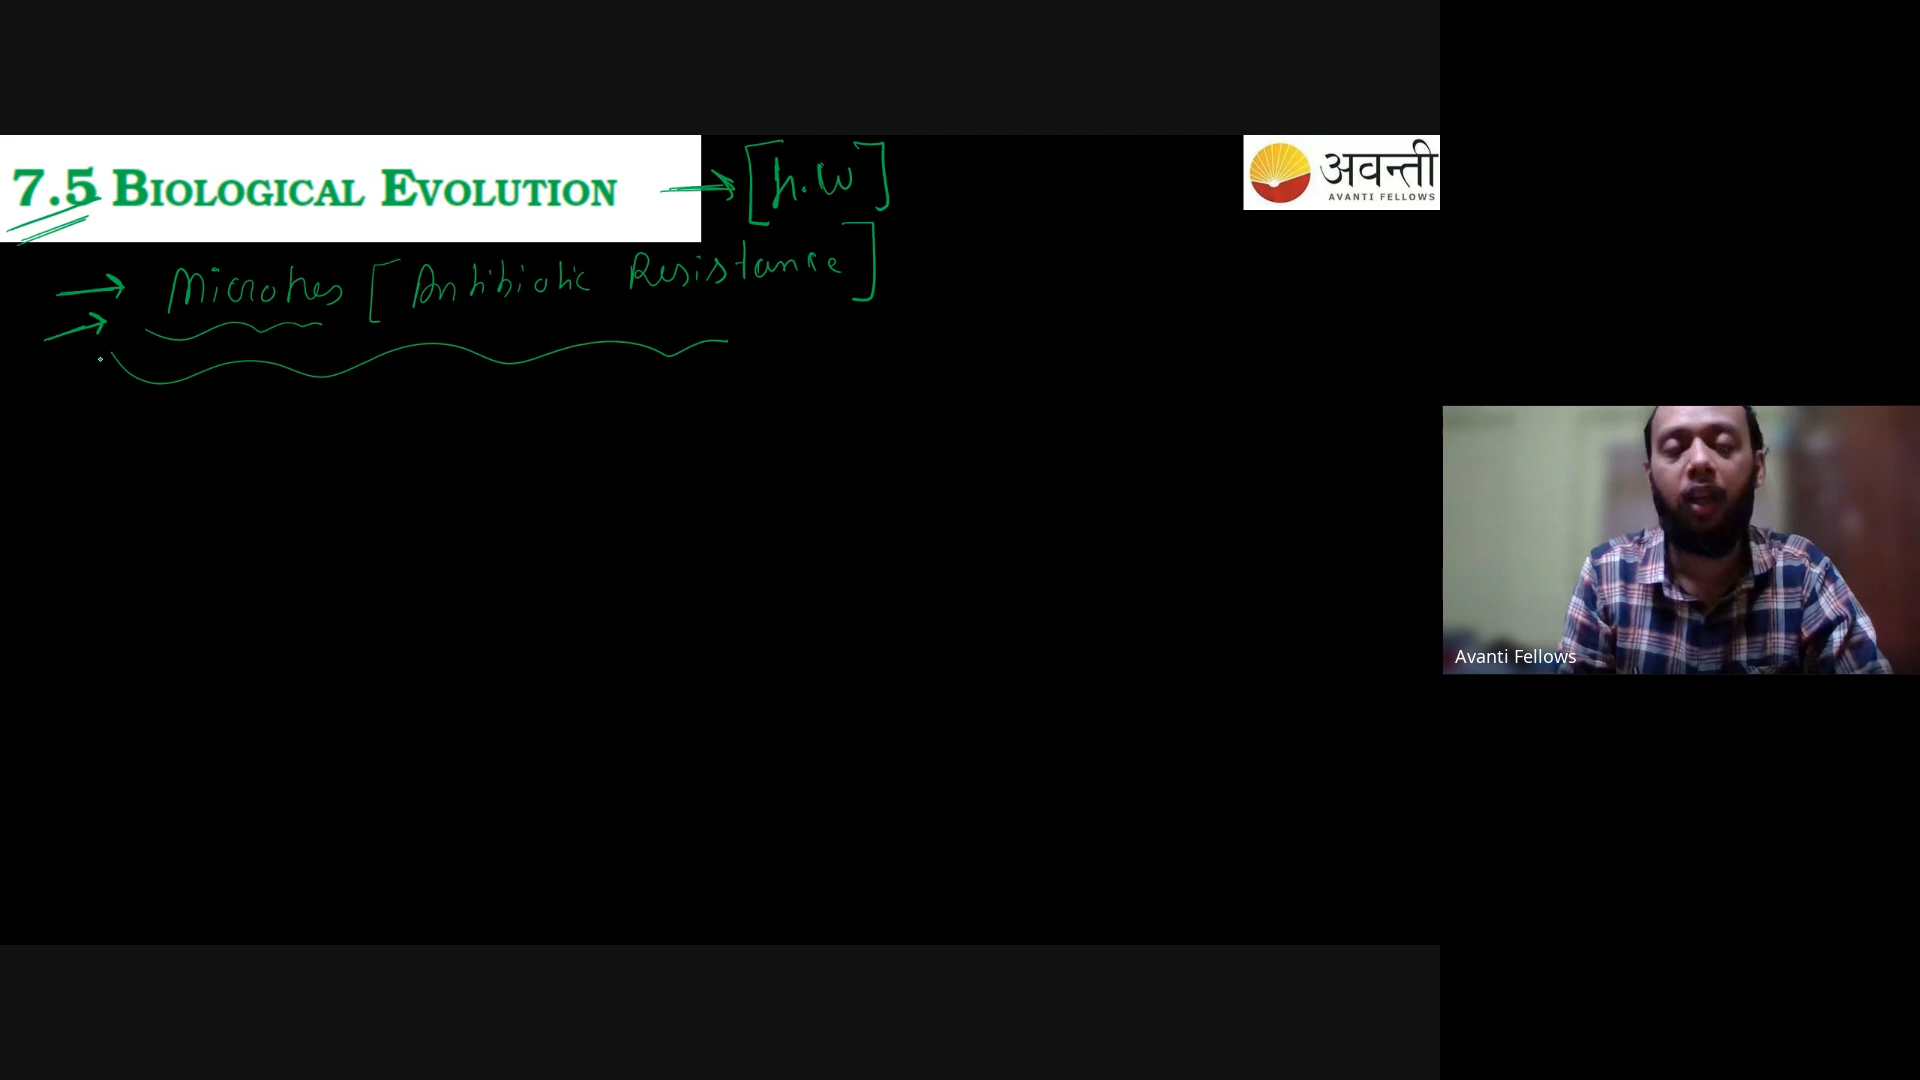 7.5 BIOLOGICAL EVOLUTION → [h.w]
→ Microbes [Antibiotic Resistance]
→
अवन्ती
AVANTI FELLOWS
Avanti Fellows